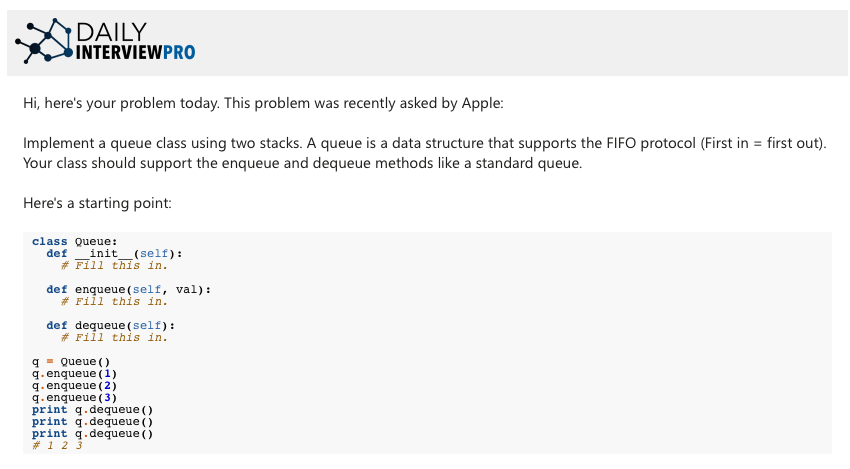 DAILY
INTERVIEWPRO
Hi, here's your problem today. This problem was recently asked by Apple:
Implement a queue class using two stacks. A queue is a data structure that supports the FIFO protocol (First in = first out).
Your class should support the enqueue and dequeue methods like a standard queue.
Here's a starting point:
class Queue:
  def __init__(self):
    # Fill this in.
  def enqueue(self, val):
    # Fill this in.
  def dequeue(self):
    # Fill this in.
q = Queue()
q.enqueue(1)
q.enqueue(2)
q.enqueue(3)
print q.dequeue()
print q.dequeue()
print q.dequeue()
# 1 2 3